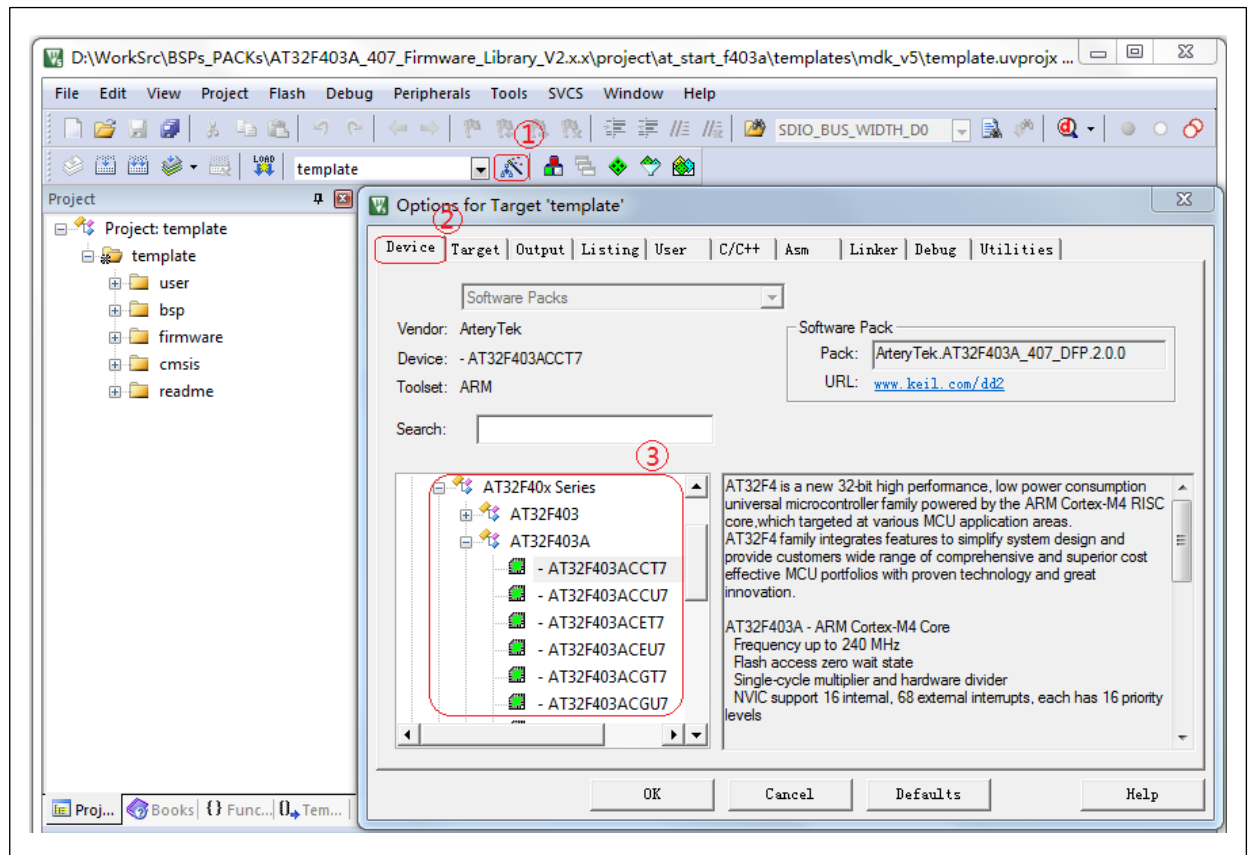 D:\WorkSrc\BSPs_PACKs\AT32F403A_407_Firmware_Library_V2.x.x\project\at_start_f403a\templates\mdk_v5\template.uvprojx ...
File Edit View Project Flash Debug Peripherals Tools SVCS Window Help
①
SDIO_BUS_WIDTH_D0
LOAD
template
Project
Project: template
template
user
bsp
firmware
cmsis
readme
Proj... Books {} Func... 0 Tem...
Options for Target 'template'
②
Device Target Output Listing User C/C++ Asm Linker Debug Utilities
Software Packs
Vendor: ArteryTek
Device: - AT32F403ACCT7
Toolset: ARM
Software Pack
Pack: ArteryTek.AT32F403A_407_DFP.2.0.0
URL: www.keil.com/dd2
Search:
③
AT32F40x Series
AT32F403
AT32F403A
- AT32F403ACCT7
- AT32F403ACCU7
- AT32F403ACET7
- AT32F403ACEU7
- AT32F403ACGT7
- AT32F403ACGU7
AT32F4 is a new 32-bit high performance, low power consumption
universal microcontroller family powered by the ARM Cortex-M4 RISC
core,which targeted at various MCU application areas.
AT32F4 family integrates features to simplify system design and
provide customers wide range of comprehensive and superior cost
effective MCU portfolios with proven technology and great
innovation.
AT32F403A - ARM Cortex-M4 Core
Frequency up to 240 MHz
Flash access zero wait state
Single-cycle multiplier and hardware divider
NVIC support 16 internal, 68 external interrupts, each has 16 priority
levels
OK Cancel Defaults Help